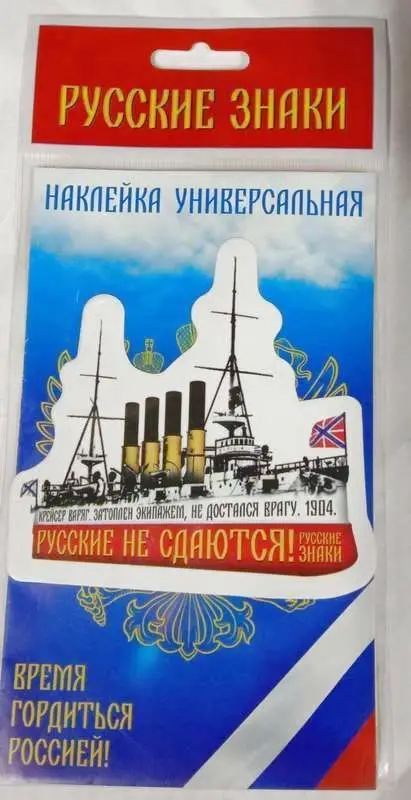 РУССКИЕ ЗНАКИ
НАКЛЕЙКА УНИВЕРСАЛЬНАЯ
КРЕЙСЕР ВАРЯГ. ЗАТОПЛЕН ЭКИПАЖЕМ, НЕ ДОСТАЛСЯ ВРАГУ. 1904.
РУССКИЕ НЕ СДАЮТСЯ! РУССКИЕ
ЗНАКИ
ВРЕМЯ
ГОРДИТЬСЯ
РОССИЕЙ!